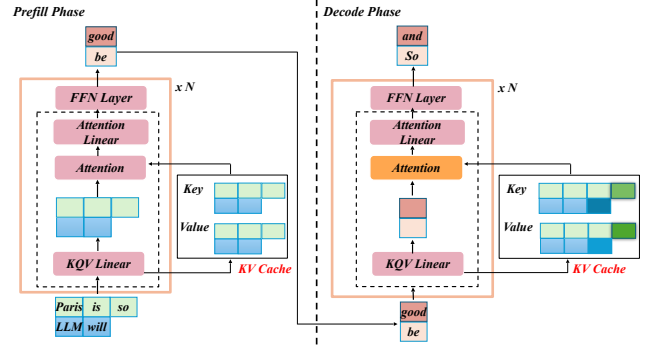 Prefill Phase
good
be
x N
FFN Layer
Attention
Linear
Attention
Key
Value
KQV Linear
KV Cache
Paris is so
LLM will
Decode Phase
and
So
x N
FFN Layer
Attention Linear
Attention
Key
Value
KQV Linear
KV Cache
good
be